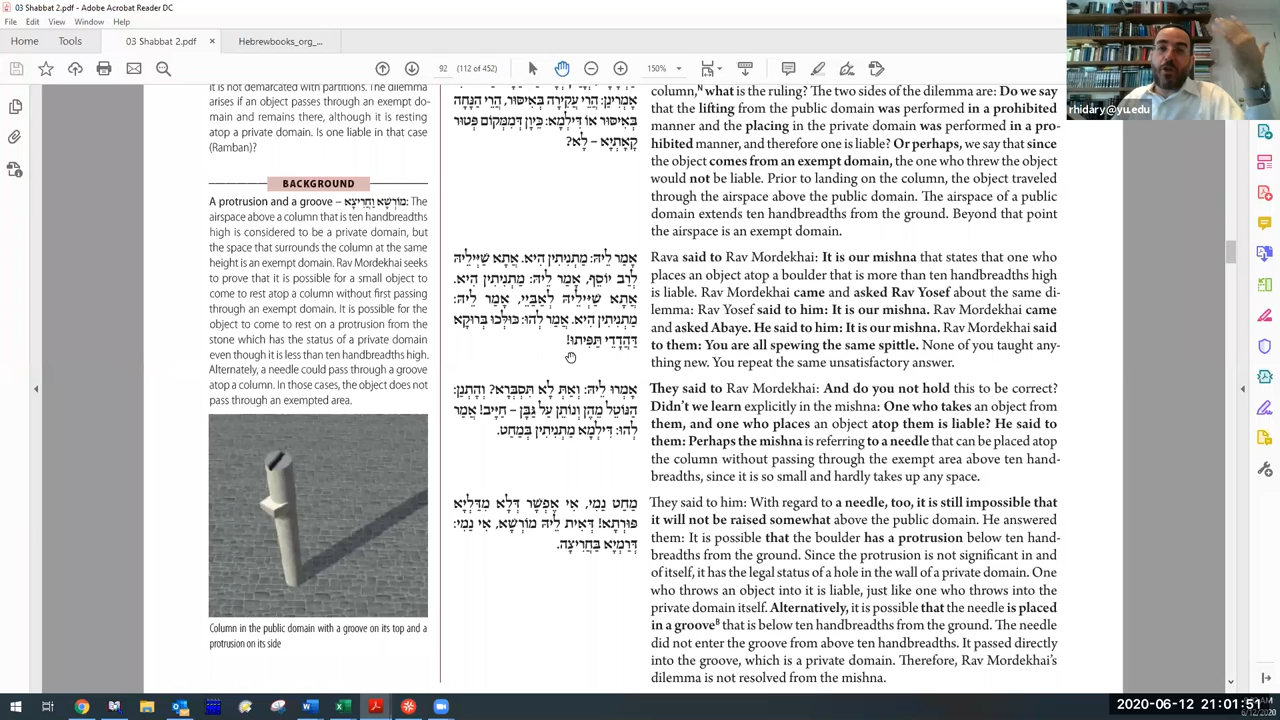 03 Shabbat 2.pdf - Adobe Acrobat Reader DC
File Edit View Window Help
Home Tools 03 Shabbat 2.pdf × Hebrewbooks_org_...
(112 of 45) 150%
rhidary@yu.edu
It is not demarcated with partitions. The dilemma
arises if an object passes through an exempt do-
main and remains there, although it is resting
atop a private domain. Is one liable in that case
(Ramban)?
BACKGROUND
A protrusion and a groove – מוּרְשָׁא וַחֲרִיצָא: The
airspace above a column that is ten handbreadths
high is considered to be a private domain, but
the space that surrounds the column at the same
height is an exempt domain. Rav Mordekhai seeks
to prove that it is possible for a small object to
come to rest atop a column without first passing
through an exempt domain. It is possible for the
object to come to rest on a protrusion from the
stone which has the status of a private domain
even though it is less than ten handbreadths high.
Alternately, a needle could pass through a groove
atop a column. In those cases, the object does not
pass through an exempted area.
Column in the public domain with a groove on its top and a
protrusion on its side
אָמְרִינַן: הֲרֵי עֲקִירָה בְּאִיסּוּר, הֲרֵי הַנָּחָה
בְּאִיסּוּר אוֹ דִּילְמָא: כֵּיוָן דְּמִמְּקוֹם פְּטוּר
קָאָתְיָא – לָא?
אֲמַר לֵיהּ: מַתְנִיתִין הִיא. אֲתָא שַׁיְילֵיהּ
לְרַב יוֹסֵף, אֲמַר לֵיהּ: מַתְנִיתִין הִיא.
אֲתָא שַׁיְילֵיהּ לְאַבַּיֵי, אֲמַר לֵיהּ:
מַתְנִיתִין הִיא. אֲמַר לְהוּ: כּוּלְּכוּ בְּרוּקָא
דַּהֲדָדֵי תָּפֵיתוּ!
אָמְרוּ לֵיהּ: וְאַתְּ לָא תִּסְבְּרָא? וְהָתְנַן:
הַנּוֹטֵל מֵהֶן וְנוֹתֵן עַל גַּבָּן – חַיָּיב! אֲמַר
לְהוּ: דִּילְמָא מַתְנִיתִין בְּמַחַט.
מַחַט נַמֵי, אִי אֶפְשָׁר דְּלָא מִדַּלְיָא
פּוּרְתָּא! דְּאִית לֵיהּ מוּרְשָׁא, אִי נַמֵי:
דְּרַמְיָא בַּחֲרִיצָה.
column,ᴺ what is the ruling? The two sides of the dilemma are: Do we say
that the lifting from the public domain was performed in a prohibited
manner and the placing in the private domain was performed in a pro-
hibited manner, and therefore one is liable? Or perhaps, we say that since
the object comes from an exempt domain, the one who threw the object
would not be liable. Prior to landing on the column, the object traveled
through the airspace above the public domain. The airspace of a public
domain extends ten handbreadths from the ground. Beyond that point
the airspace is an exempt domain.
Rava said to Rav Mordekhai: It is our mishna that states that one who
places an object atop a boulder that is more than ten handbreadths high
is liable. Rav Mordekhai came and asked Rav Yosef about the same di-
lemma: Rav Yosef said to him: It is our mishna. Rav Mordekhai came
and asked Abaye. He said to him: It is our mishna. Rav Mordekhai said
to them: You are all spewing the same spittle. None of you taught any-
thing new. You repeat the same unsatisfactory answer.
They said to Rav Mordekhai: And do you not hold this to be correct?
Didn't we learn explicitly in the mishna: One who takes an object from
them, and one who places an object atop them is liable? He said to
them: Perhaps the mishna is referring to a needle that can be placed atop
the column without passing through the exempt area above ten hand-
breadths, since it is so small and hardly takes up any space.
They said to him: With regard to a needle, too, it is still impossible that
it will not be raised somewhat above the public domain. He answered
them: It is possible that the boulder has a protrusion below ten hand-
breadths from the ground. Since the protrusion is not significant in and
of itself, it has the legal status of a hole in the wall of a private domain. One
who throws an object into it is liable, just like one who throws into the
private domain itself. Alternatively, it is possible that the needle is placed
in a grooveᴮ that is below ten handbreadths from the ground. The needle
did not enter the groove from above ten handbreadths. It passed directly
into the groove, which is a private domain. Therefore, Rav Mordekhai's
dilemma is not resolved from the mishna.
2020-06-12 21:01:51